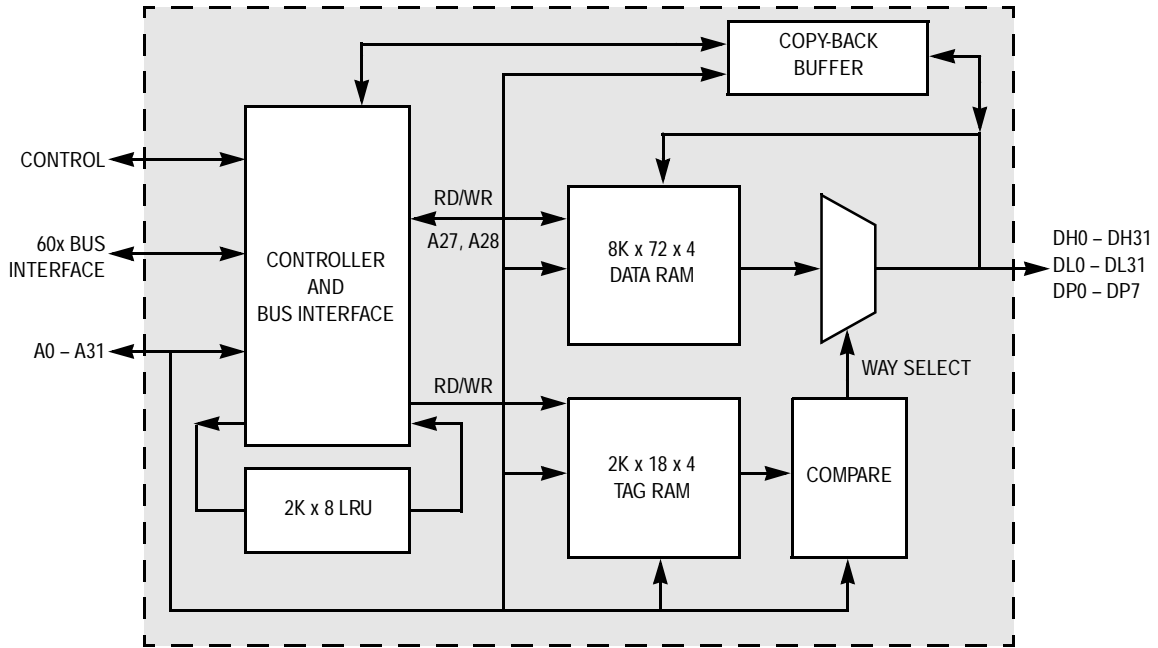 COPY-BACK
BUFFER
CONTROL
60x BUS
INTERFACE
A0 – A31
CONTROLLER
AND
BUS INTERFACE
RD/WR
A27, A28
8K x 72 x 4
DATA RAM
DH0 – DH31
DL0 – DL31
DP0 – DP7
WAY SELECT
RD/WR
2K x 18 x 4
TAG RAM
COMPARE
2K x 8 LRU